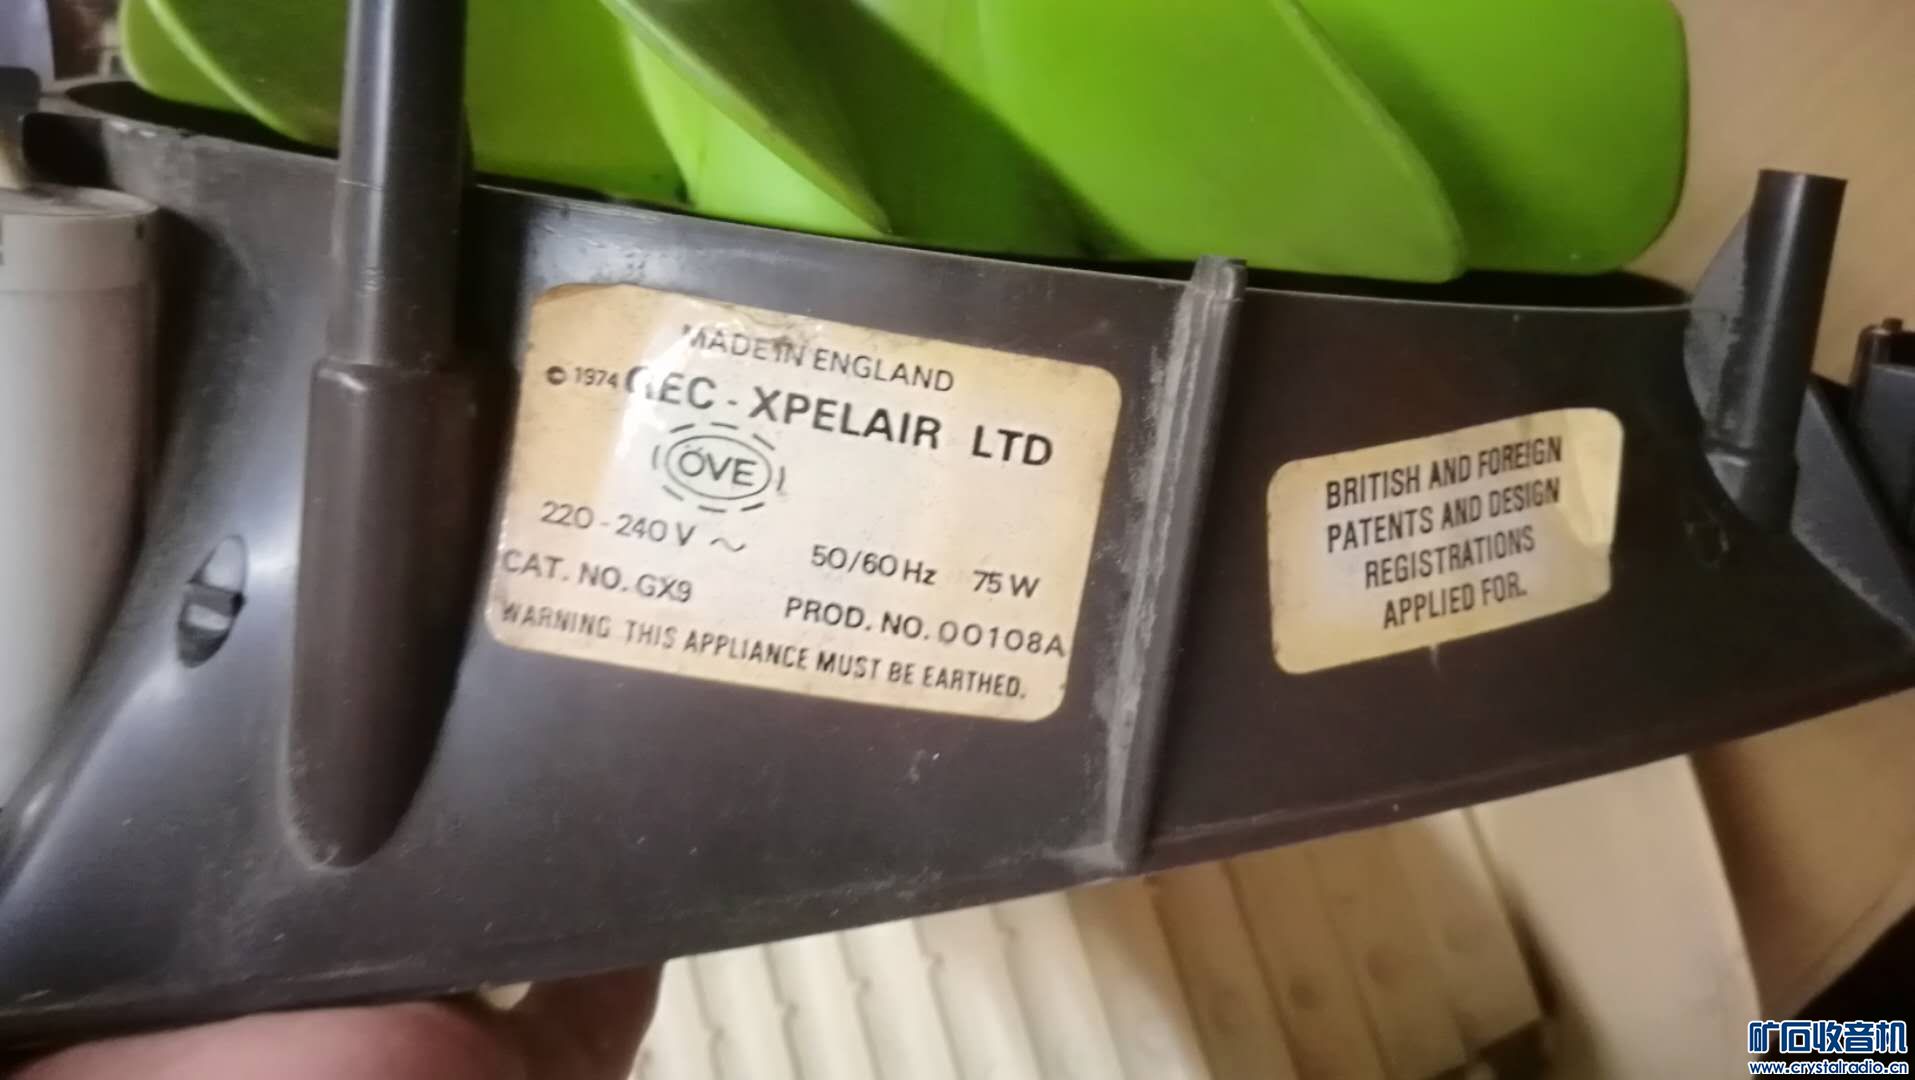 MADE IN ENGLAND
© 1974 GEC - XPELAIR LTD
ÖVE
220 - 240 V ~ 50/60 Hz 75 W
CAT. NO. GX9 PROD. NO. 00108A
WARNING THIS APPLIANCE MUST BE EARTHED.
BRITISH AND FOREIGN
PATENTS AND DESIGN
REGISTRATIONS
APPLIED FOR.
矿石收音机
www.crystalradio.cn